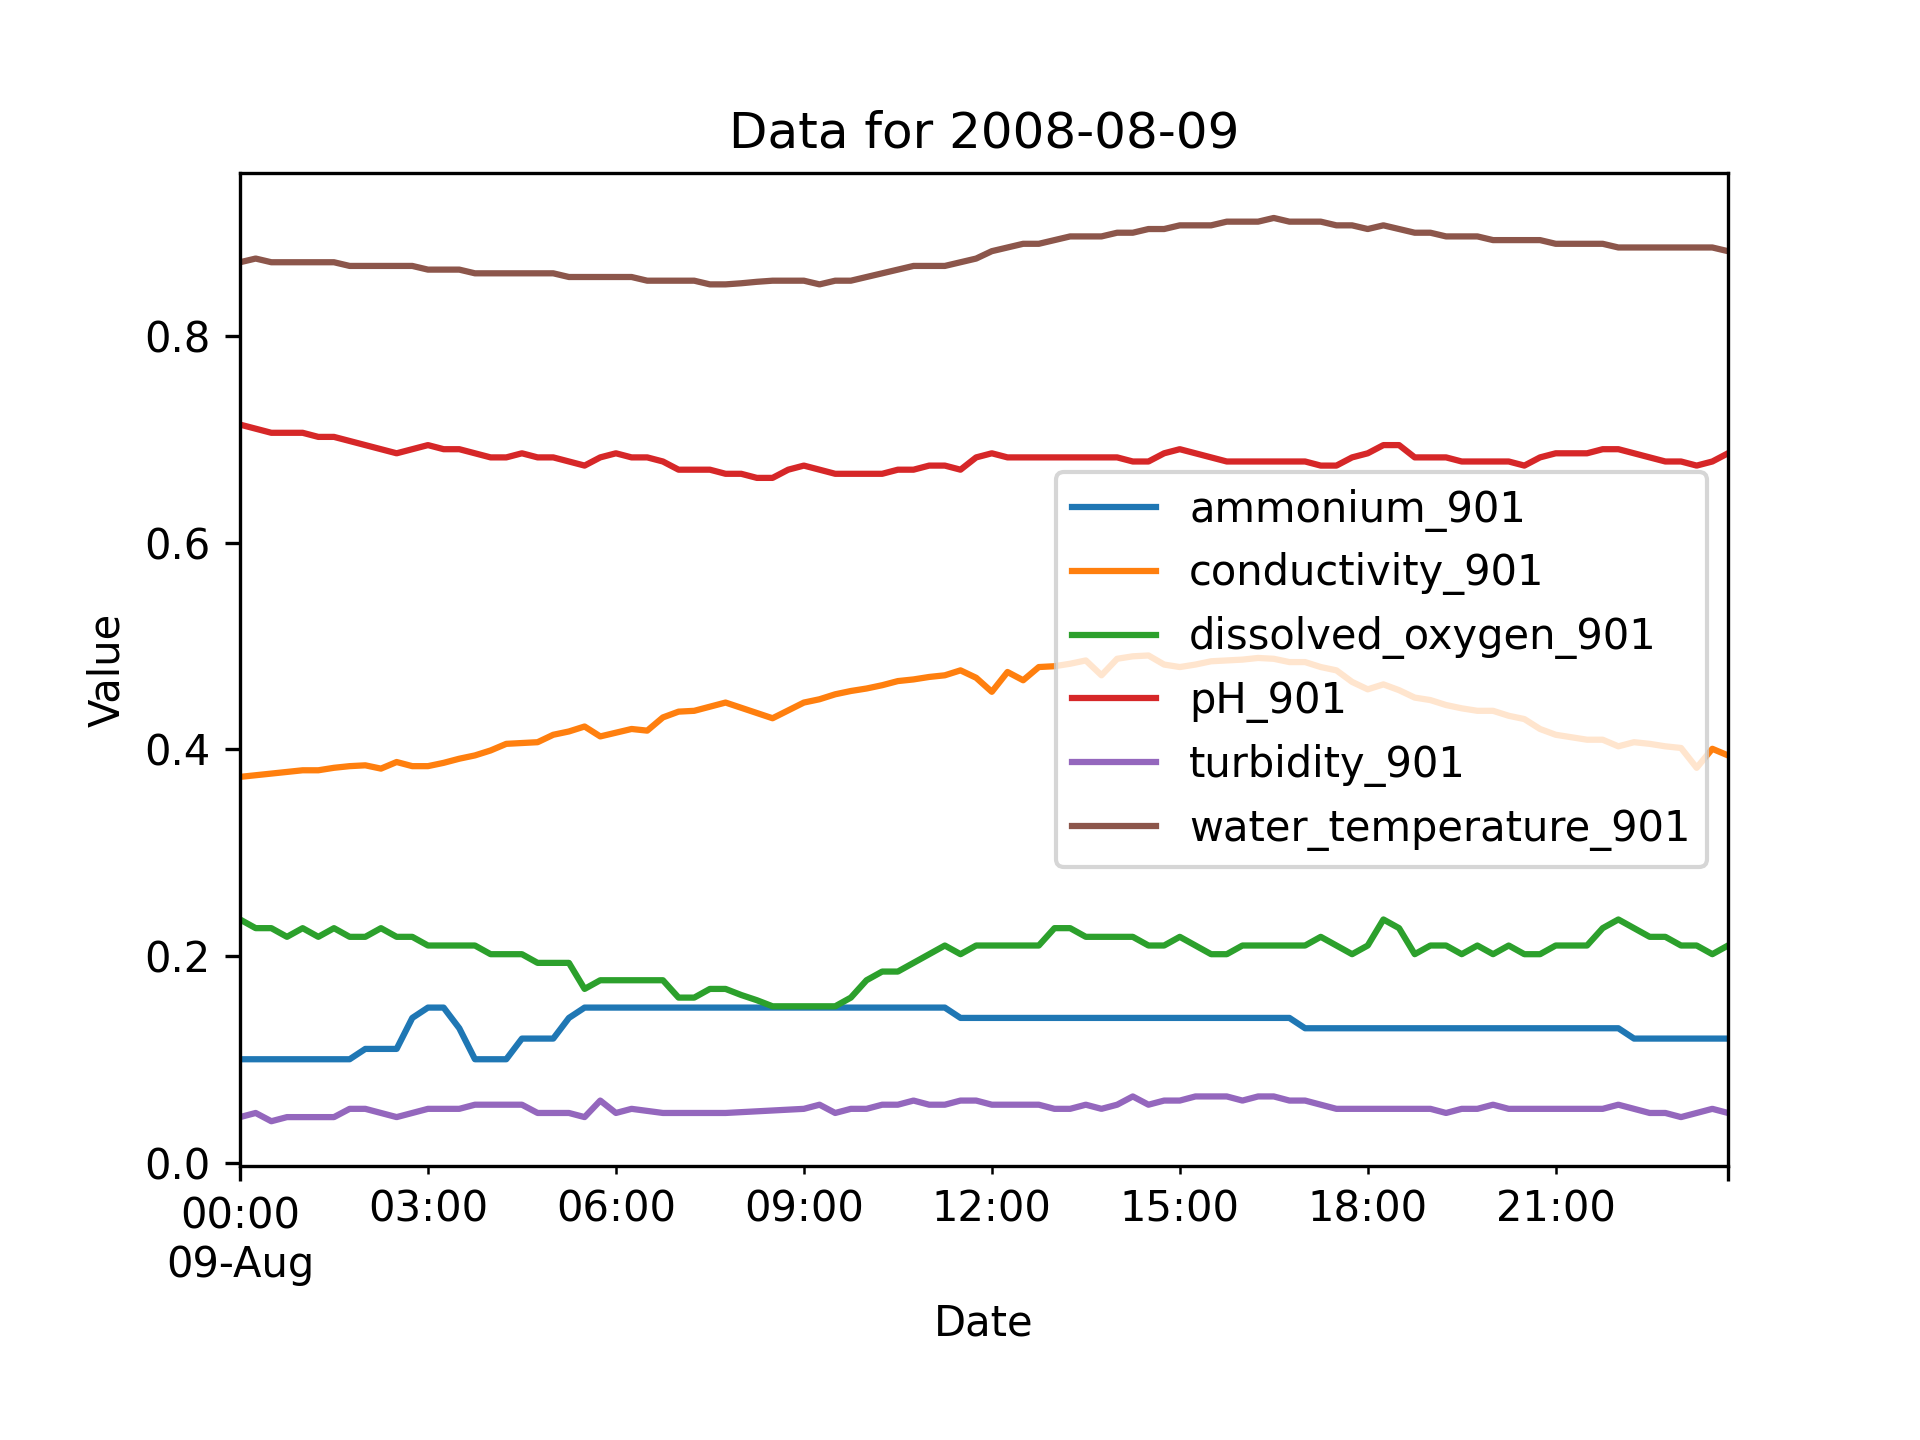 Data for 2008-08-09
Value
0.8
0.6
0.4
0.2
0.0
ammonium_901
conductivity_901
dissolved_oxygen_901
pH_901
turbidity_901
water_temperature_901
00:00 03:00 06:00 09:00 12:00 15:00 18:00 21:00
09-Aug
Date